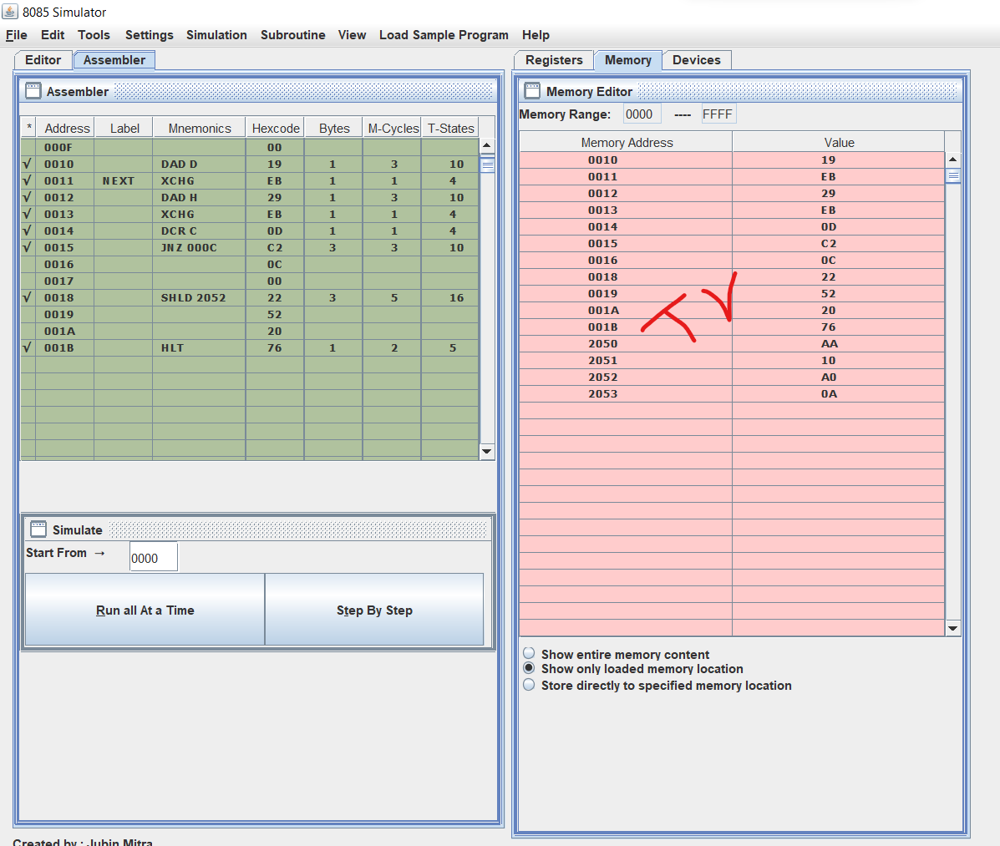 8085 Simulator
File Edit Tools Settings Simulation Subroutine View Load Sample Program Help
Editor Assembler
Assembler
* Address Label Mnemonics Hexcode Bytes M-Cycles T-States
000F 00
√ 0010 DAD D 19 1 3 10
√ 0011 NEXT XCHG EB 1 1 4
√ 0012 DAD H 29 1 3 10
√ 0013 XCHG EB 1 1 4
√ 0014 DCR C 0D 1 1 4
√ 0015 JNZ 000C C2 3 3 10
0016 0C
0017 00
√ 0018 SHLD 2052 22 3 5 16
0019 52
001A 20
√ 001B HLT 76 1 2 5
Simulate
Start From → 0000
Run all At a Time Step By Step
Created by : Jubin Mitra
Registers Memory Devices
Memory Editor
Memory Range: 0000 ---- FFFF
Memory Address Value
0010 19
0011 EB
0012 29
0013 EB
0014 0D
0015 C2
0016 0C
0018 22
0019 52
001A 20
001B 76
2050 AA
2051 10
2052 A0
2053 0A
Show entire memory content
Show only loaded memory location
Store directly to specified memory location